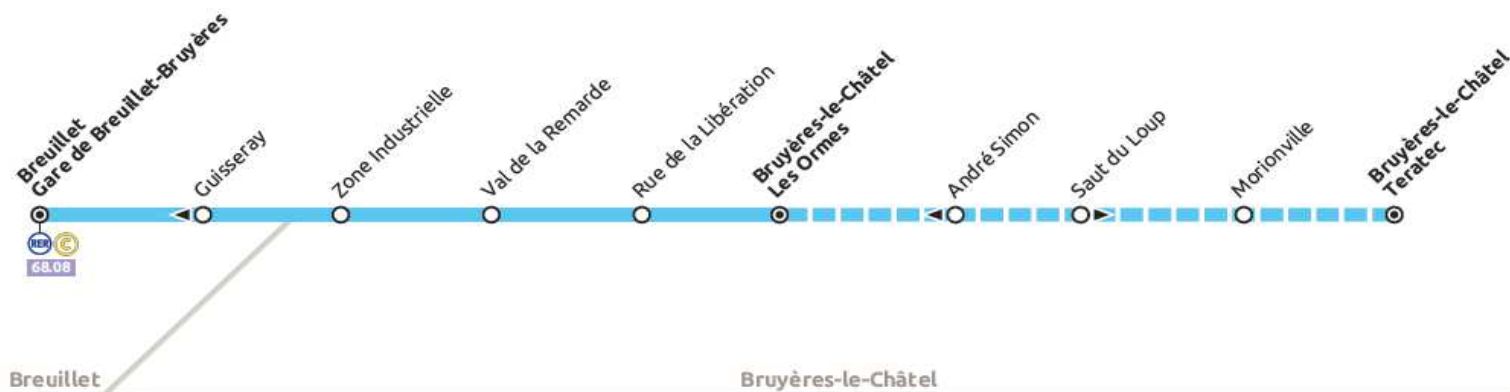 Breuillet
Gare de Breuillet-Bruyères
Guisseray
Zone Industrielle
Val de la Remarde
Rue de la Libération
Bruyères-le-Châtel
Les Ormes
André Simon
Saut du Loup
Morionville
Bruyères-le-Châtel
Teratec
RER C
68.08
Breuillet
Bruyères-le-Châtel